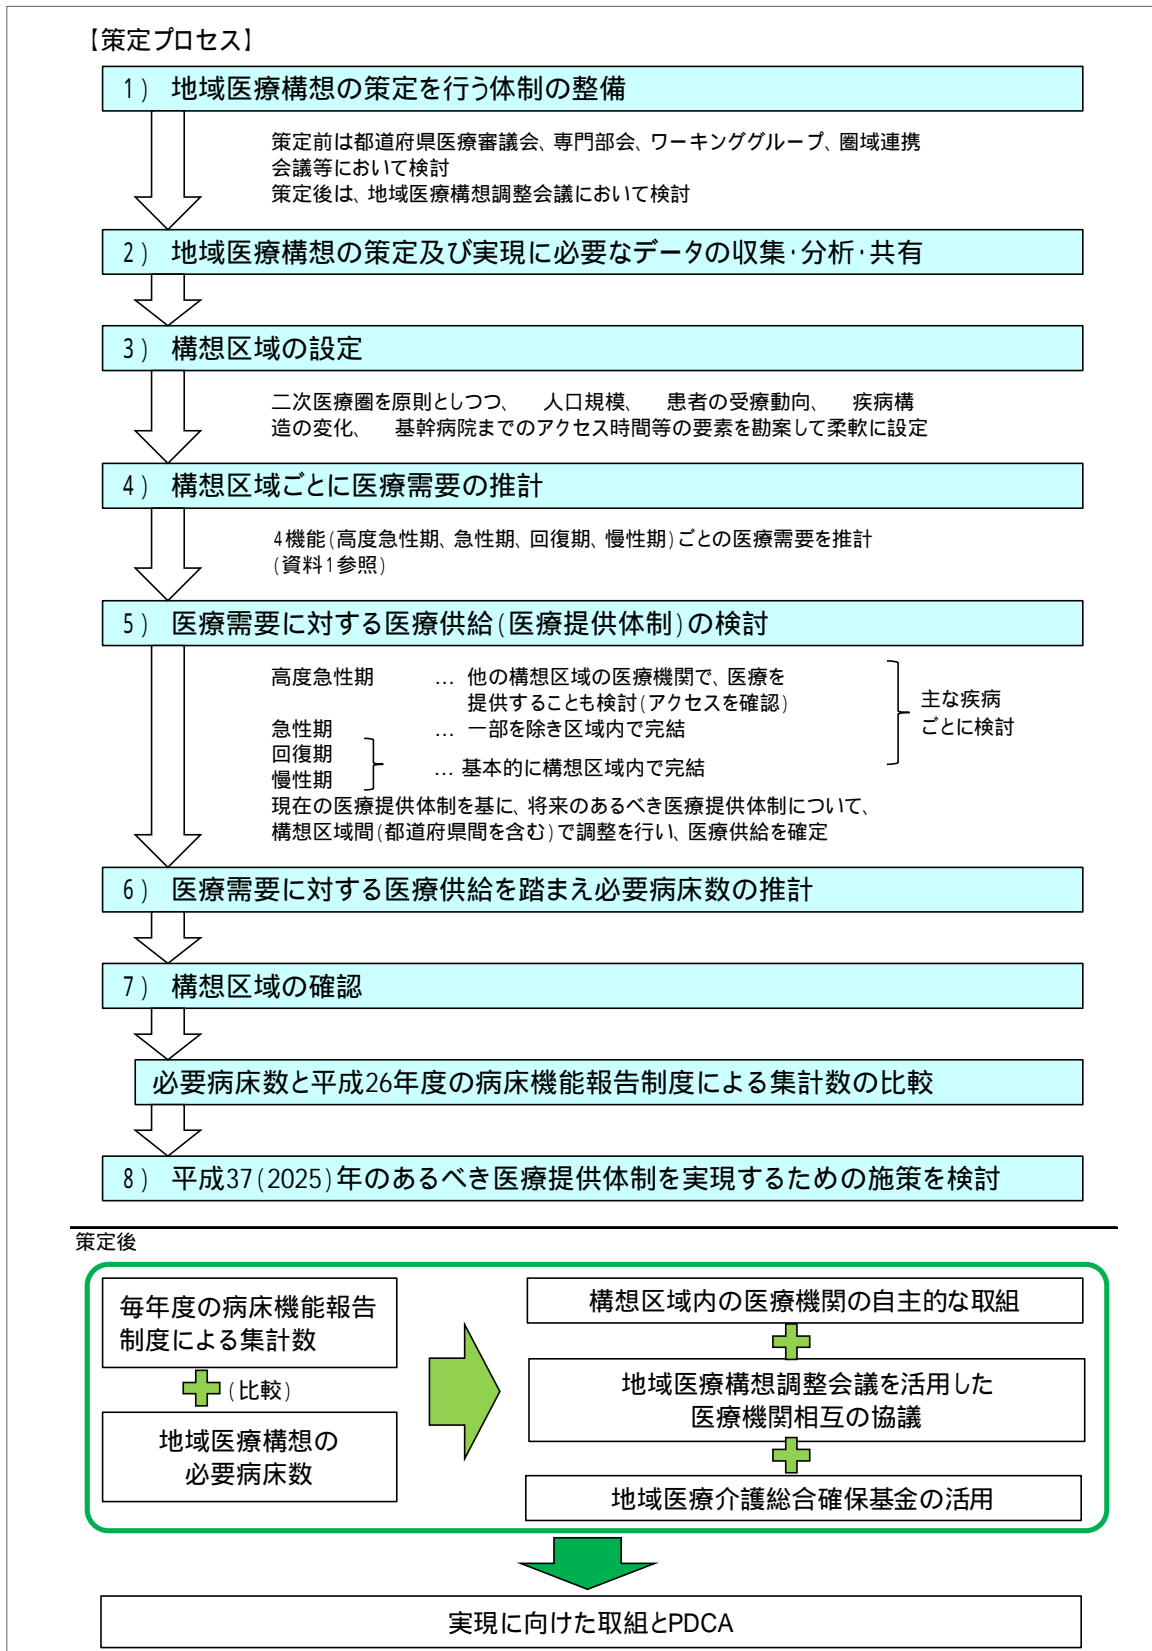 【策定プロセス】
1) 地域医療構想の策定を行う体制の整備
策定前は都道府県医療審議会、専門部会、ワーキンググループ、圏域連携
会議等において検討
策定後は、地域医療構想調整会議において検討
2) 地域医療構想の策定及び実現に必要なデータの収集・分析・共有
3) 構想区域の設定
二次医療圏を原則としつつ、 人口規模、 患者の受療動向、 疾病構
造の変化、 基幹病院までのアクセス時間等の要素を勘案して柔軟に設定
4) 構想区域ごとに医療需要の推計
4機能(高度急性期、急性期、回復期、慢性期)ごとの医療需要を推計
(資料1参照)
5) 医療需要に対する医療供給(医療提供体制)の検討
高度急性期 … 他の構想区域の医療機関で、医療を
提供することも検討(アクセスを確認)
急性期 … 一部を除き区域内で完結
回復期
慢性期
… 基本的に構想区域内で完結
主な疾病
ごとに検討
現在の医療提供体制を基に、将来のあるべき医療提供体制について、
構想区域間(都道府県間を含む)で調整を行い、医療供給を確定
6) 医療需要に対する医療供給を踏まえ必要病床数の推計
7) 構想区域の確認
必要病床数と平成26年度の病床機能報告制度による集計数の比較
8) 平成37(2025)年のあるべき医療提供体制を実現するための施策を検討
策定後
毎年度の病床機能報告
制度による集計数
(比較)
地域医療構想の
必要病床数
構想区域内の医療機関の自主的な取組
地域医療構想調整会議を活用した
医療機関相互の協議
地域医療介護総合確保基金の活用
実現に向けた取組とPDCA